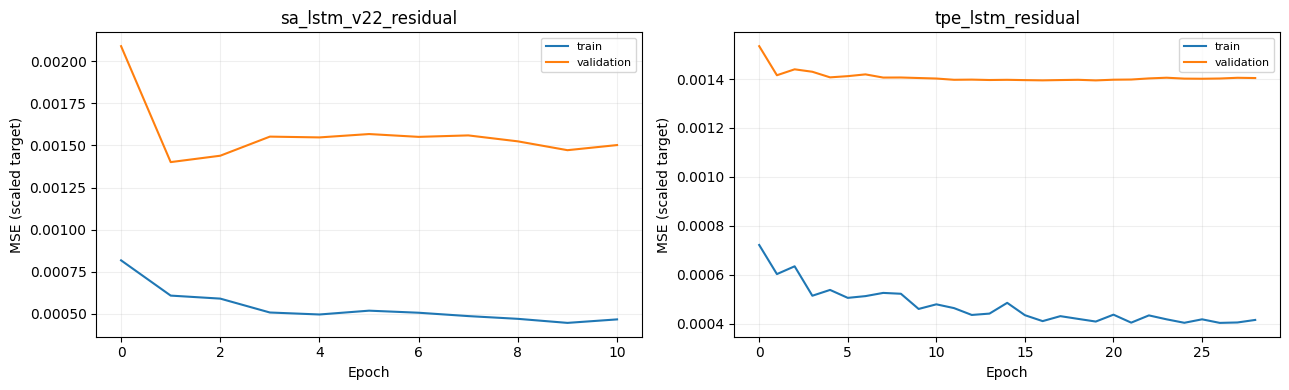 sa_lstm_v22_residual
train
validation
MSE (scaled target)
0.00200
0.00175
0.00150
0.00125
0.00100
0.00075
0.00050
0 2 4 6 8 10
Epoch
tpe_lstm_residual
train
validation
MSE (scaled target)
0.0014
0.0012
0.0010
0.0008
0.0006
0.0004
0 5 10 15 20 25
Epoch